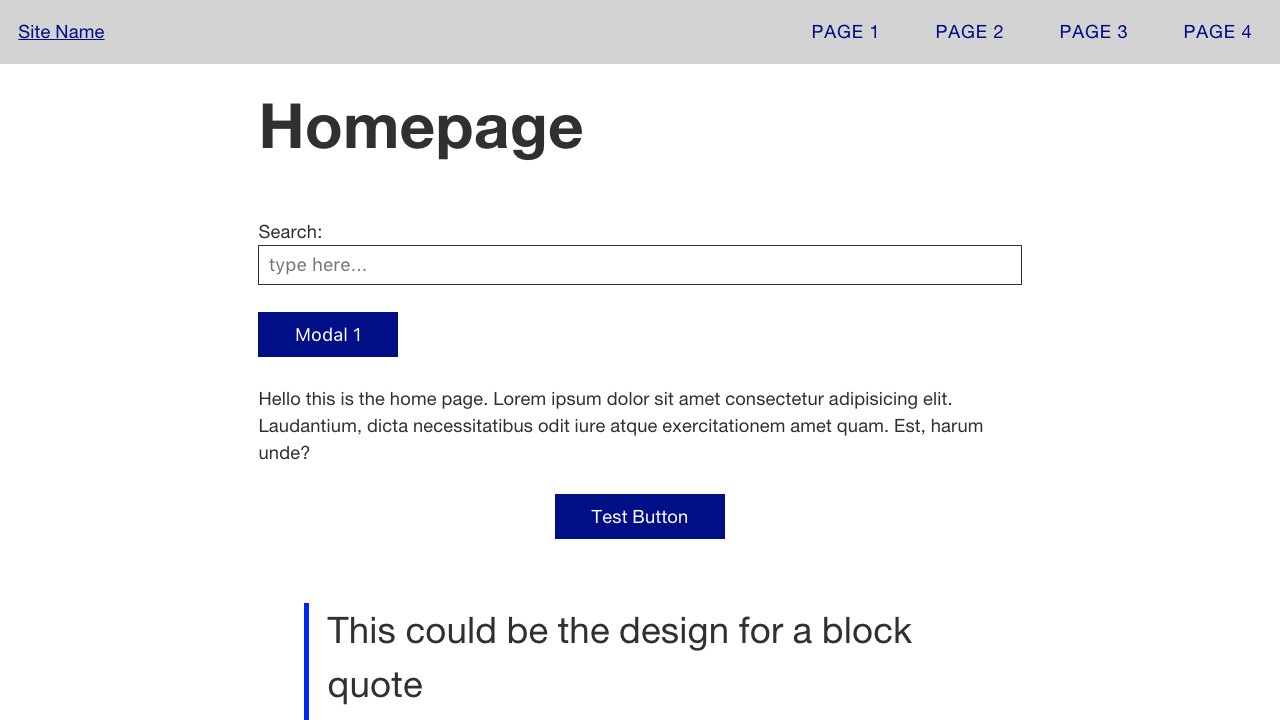 Site Name
PAGE 1
PAGE 2
PAGE 3
PAGE 4
Homepage
Search:
type here...
Modal 1
Hello this is the home page. Lorem ipsum dolor sit amet consectetur adipisicing elit.
Laudantium, dicta necessitatibus odit iure atque exercitationem amet quam. Est, harum
unde?
Test Button
This could be the design for a block
quote